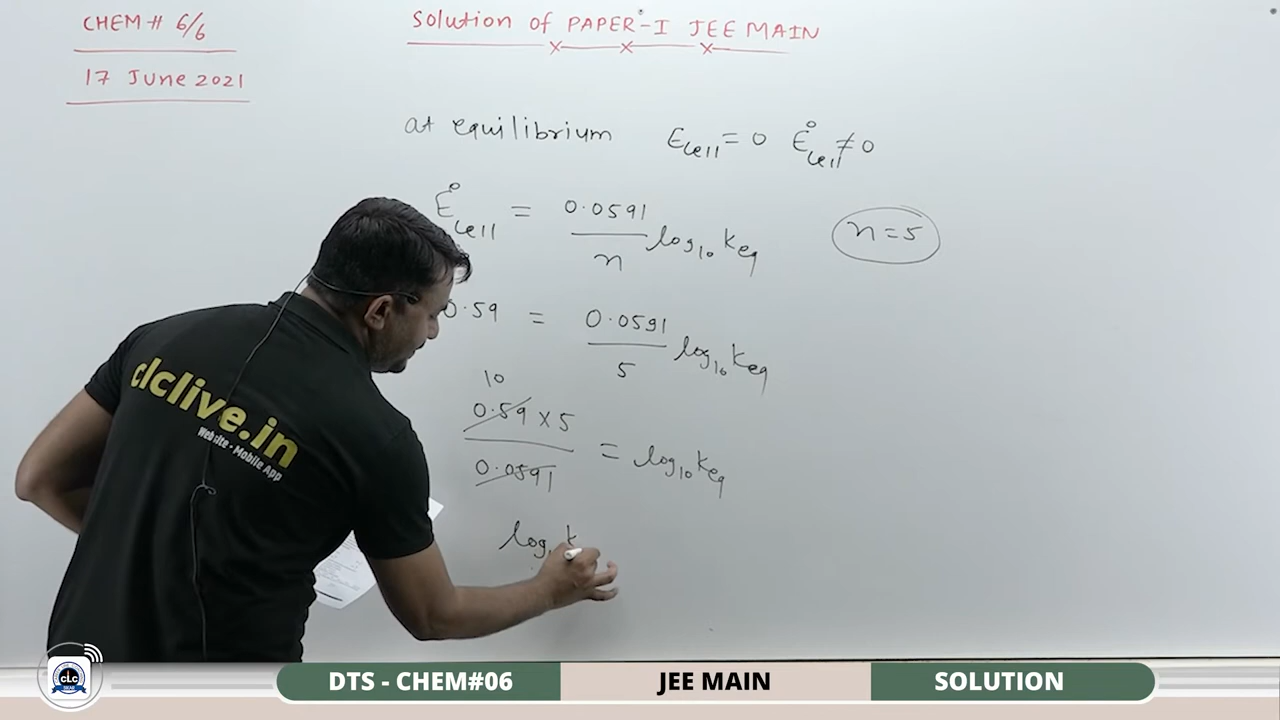 CHEM # 6/6
17 June 2021
Solution of PAPER-I JEE MAIN
at equilibrium Ecell = 0 E°cell ≠ 0
E°cell = 0.0591/n log10 keq
n = 5
0.59 = 0.0591/5 log10 keq
10
0.59 × 5 / 0.0591 = log10 keq
log k
clclive.in
Website • Mobile App
CLC
DTS - CHEM#06
JEE MAIN
SOLUTION